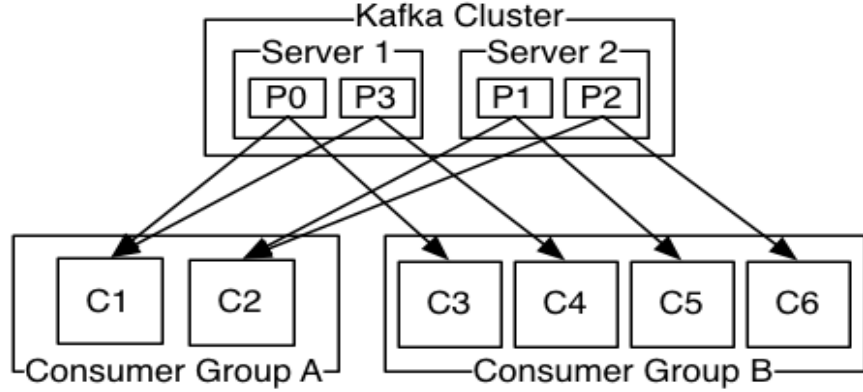 Kafka Cluster
Server 1
Server 2
P0
P3
P1
P2
C1
C2
C3
C4
C5
C6
Consumer Group A
Consumer Group B